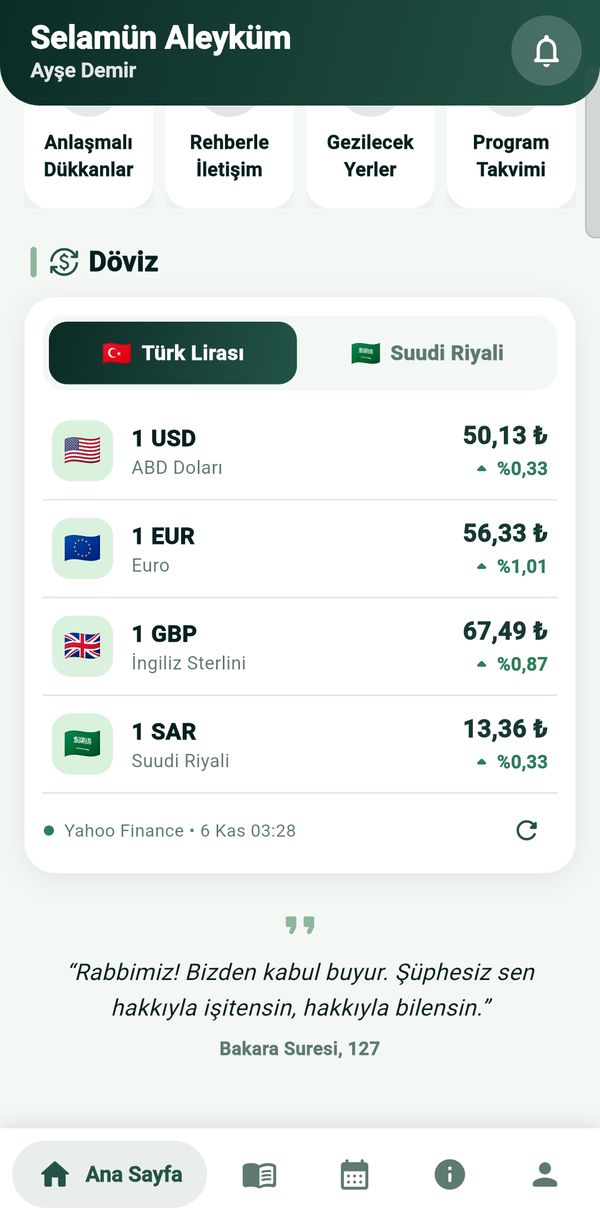 Selamün Aleyküm
Ayşe Demir
Anlaşmalı
Dükkanlar
Rehberle
İletişim
Gezilecek
Yerler
Program
Takvimi
Döviz
Türk Lirası
Suudi Riyali
1 USD
50,13 ₺
ABD Doları
%0,33
1 EUR
56,33 ₺
Euro
%1,01
1 GBP
67,49 ₺
İngiliz Sterlini
%0,87
1 SAR
13,36 ₺
Suudi Riyali
%0,33
Yahoo Finance • 6 Kas 03:28
“Rabbimiz! Bizden kabul buyur. Şüphesiz sen
hakkıyla işitensin, hakkıyla bilensin.”
Bakara Suresi, 127
Ana Sayfa